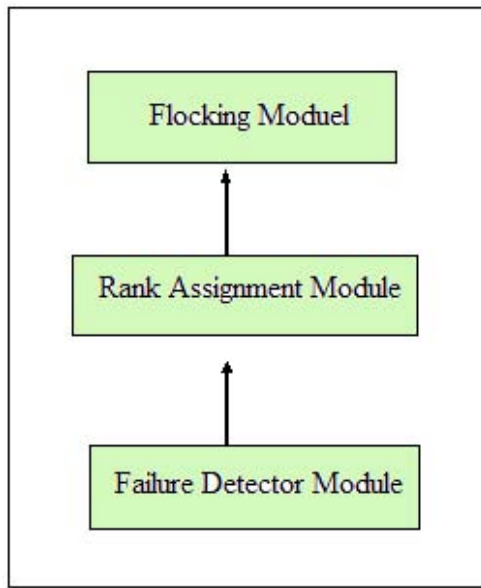 Flocking Moduel
Rank Assignment Module
Failure Detector Module